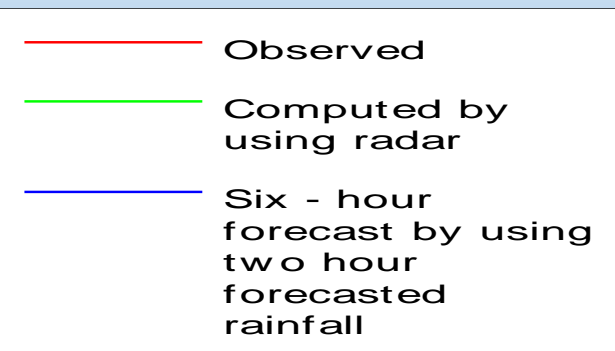 Observed
Computed by
using radar
Six - hour
forecast by using
two hour
forecasted
rainfall